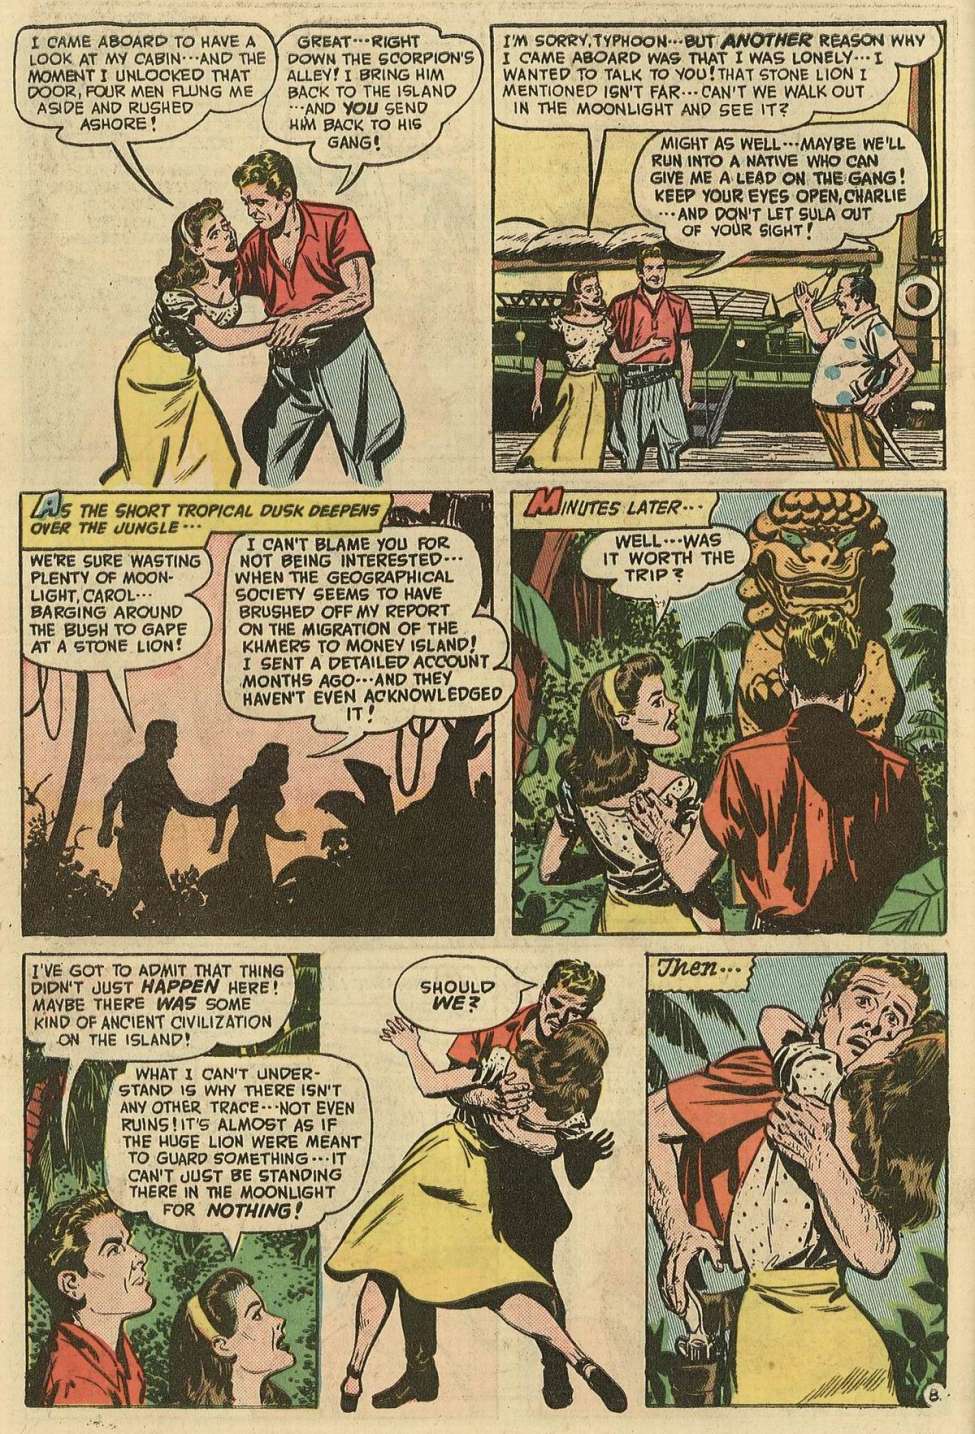 I CAME ABOARD TO HAVE A
LOOK AT MY CABIN···AND THE
MOMENT I UNLOCKED THAT
DOOR, FOUR MEN FLUNG ME
ASIDE AND RUSHED
ASHORE!
GREAT···RIGHT
DOWN THE SCORPION'S
ALLEY! I BRING HIM
BACK TO THE ISLAND
···AND YOU SEND
HIM BACK TO HIS
GANG!
I'M SORRY, TYPHOON···BUT ANOTHER REASON WHY
I CAME ABOARD WAS THAT I WAS LONELY···I
WANTED TO TALK TO YOU! THAT STONE LION I
MENTIONED ISN'T FAR···CAN'T WE WALK OUT
IN THE MOONLIGHT AND SEE IT?
MIGHT AS WELL···MAYBE WE'LL
RUN INTO A NATIVE WHO CAN
GIVE ME A LEAD ON THE GANG!
KEEP YOUR EYES OPEN, CHARLIE
···AND DON'T LET SULA OUT
OF YOUR SIGHT!
AS THE SHORT TROPICAL DUSK DEEPENS
OVER THE JUNGLE···
WE'RE SURE WASTING
PLENTY OF MOON-
LIGHT, CAROL···
BARGING AROUND
THE BUSH TO GAPE
AT A STONE LION!
I CAN'T BLAME YOU FOR
NOT BEING INTERESTED···
WHEN THE GEOGRAPHICAL
SOCIETY SEEMS TO HAVE
BRUSHED OFF MY REPORT
ON THE MIGRATION OF THE
KHMERS TO MONEY ISLAND!
I SENT A DETAILED ACCOUNT
MONTHS AGO···AND THEY
HAVEN'T EVEN ACKNOWLEDGED
IT!
MINUTES LATER···
WELL···WAS
IT WORTH THE
TRIP?
I'VE GOT TO ADMIT THAT THING
DIDN'T JUST HAPPEN HERE!
MAYBE THERE WAS SOME
KIND OF ANCIENT CIVILIZATION
ON THE ISLAND!
WHAT I CAN'T UNDER-
STAND IS WHY THERE ISN'T
ANY OTHER TRACE···NOT EVEN
RUINS! IT'S ALMOST AS IF
THE HUGE LION WERE MEANT
TO GUARD SOMETHING···IT
CAN'T JUST BE STANDING
THERE IN THE MOONLIGHT
FOR NOTHING!
SHOULD
WE?
Then···
8.